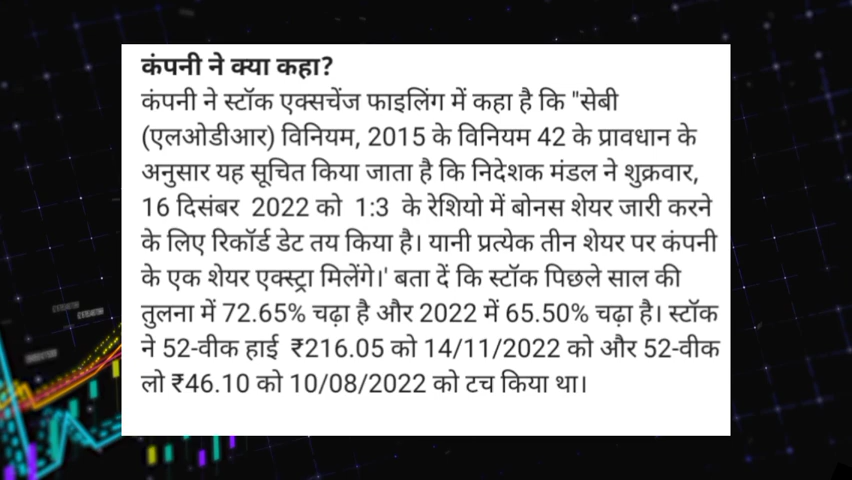 कंपनी ने क्या कहा?
कंपनी ने स्टॉक एक्सचेंज फाइलिंग में कहा है कि "सेबी
(एलओडीआर) विनियम, 2015 के विनियम 42 के प्रावधान के
अनुसार यह सूचित किया जाता है कि निदेशक मंडल ने शुक्रवार,
16 दिसंबर 2022 को 1:3 के रेशियो में बोनस शेयर जारी करने
के लिए रिकॉर्ड डेट तय किया है। यानी प्रत्येक तीन शेयर पर कंपनी
के एक शेयर एक्स्ट्रा मिलेंगे।' बता दें कि स्टॉक पिछले साल की
तुलना में 72.65% चढ़ा है और 2022 में 65.50% चढ़ा है। स्टॉक
ने 52-वीक हाई ₹216.05 को 14/11/2022 को और 52-वीक
लो ₹46.10 को 10/08/2022 को टच किया था।